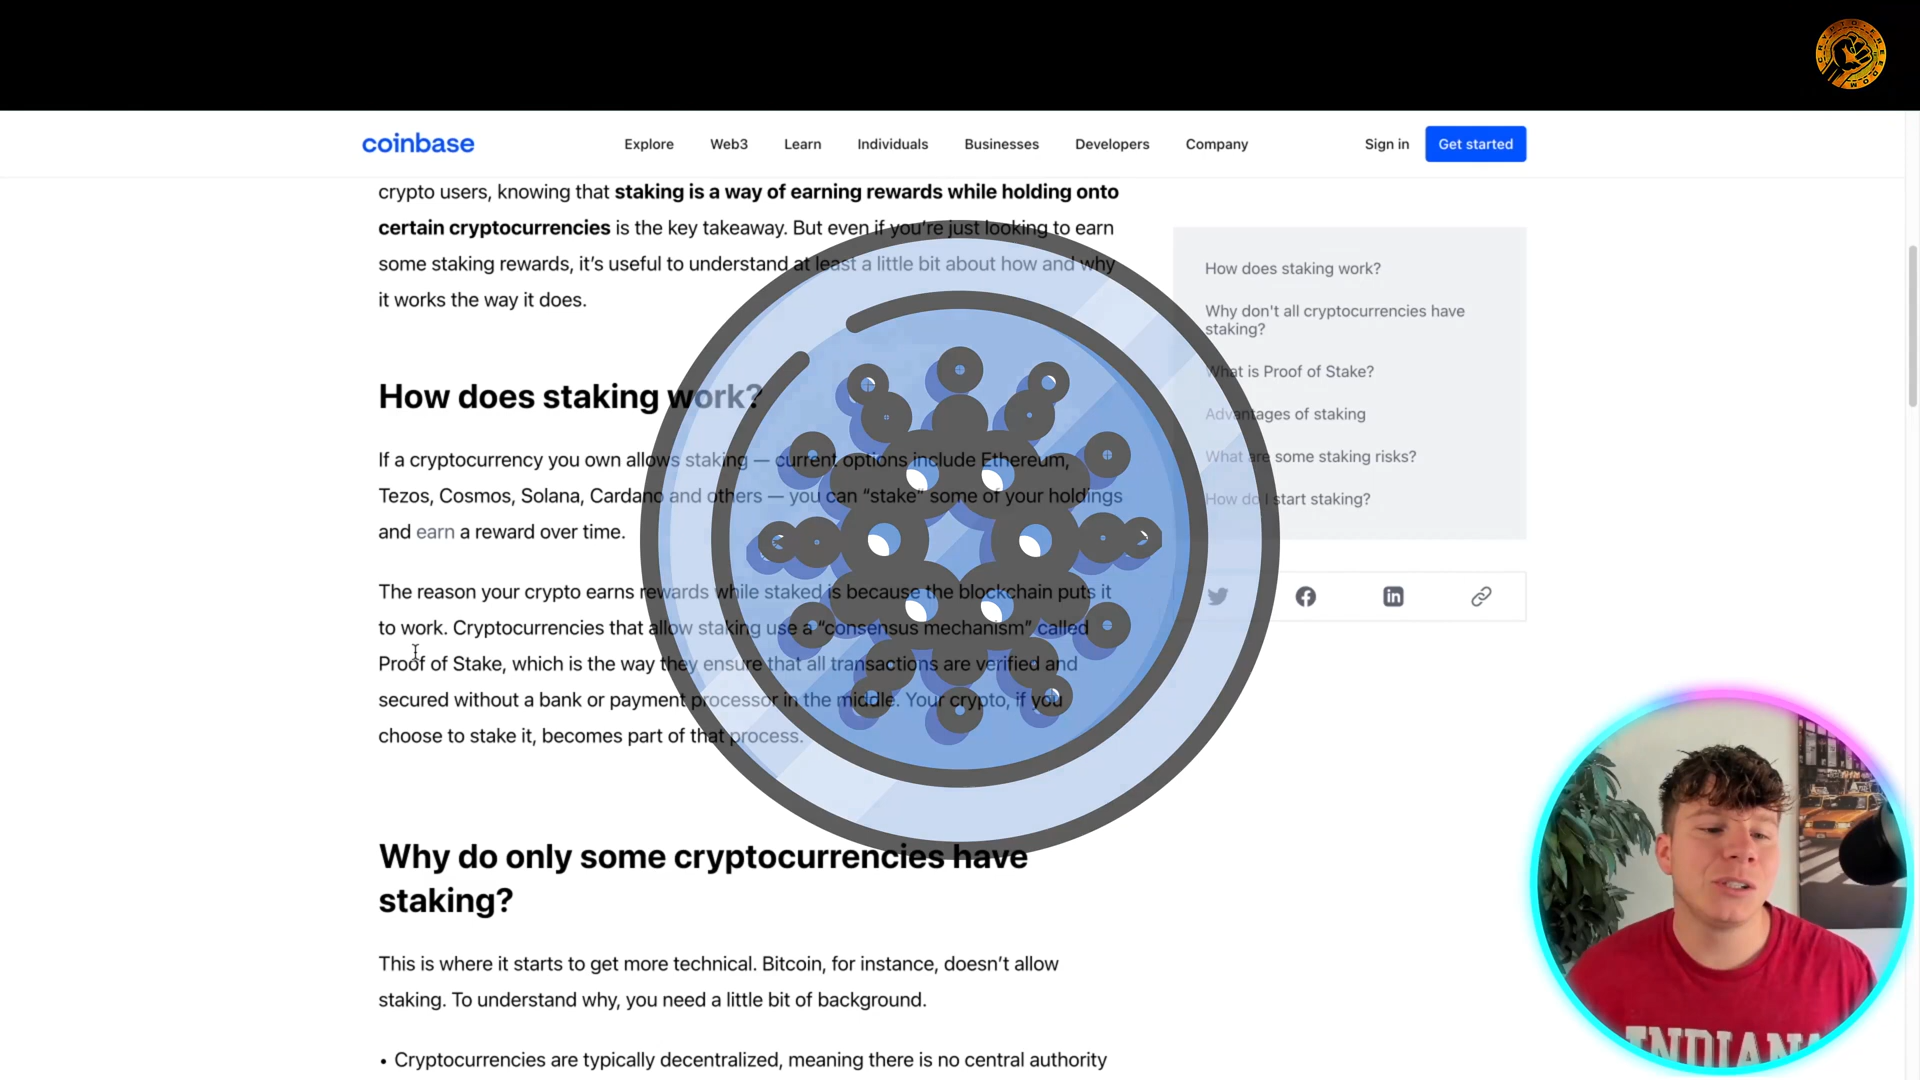 CRYPTO FREEDOM
coinbase
Explore
Web3
Learn
Individuals
Businesses
Developers
Company
Sign in
Get started
crypto users, knowing that staking is a way of earning rewards while holding onto
certain cryptocurrencies is the key takeaway. But even if you're just looking to earn
some staking rewards, it's useful to understand at least a little bit about how and why
it works the way it does.
How does staking work?
If a cryptocurrency you own allows staking — current options include Ethereum,
Tezos, Cosmos, Solana, Cardano and others — you can “stake” some of your holdings
and earn a reward over time.
The reason your crypto earns rewards while staked is because the blockchain puts it
to work. Cryptocurrencies that allow staking use a “consensus mechanism” called
Proof of Stake, which is the way they ensure that all transactions are verified and
secured without a bank or payment processor in the middle. Your crypto, if you
choose to stake it, becomes part of that process.
Why do only some cryptocurrencies have
staking?
This is where it starts to get more technical. Bitcoin, for instance, doesn’t allow
staking. To understand why, you need a little bit of background.
• Cryptocurrencies are typically decentralized, meaning there is no central authority
How does staking work?
Why don't all cryptocurrencies have
staking?
What is Proof of Stake?
Advantages of staking
What are some staking risks?
How do I start staking?
INDIANA